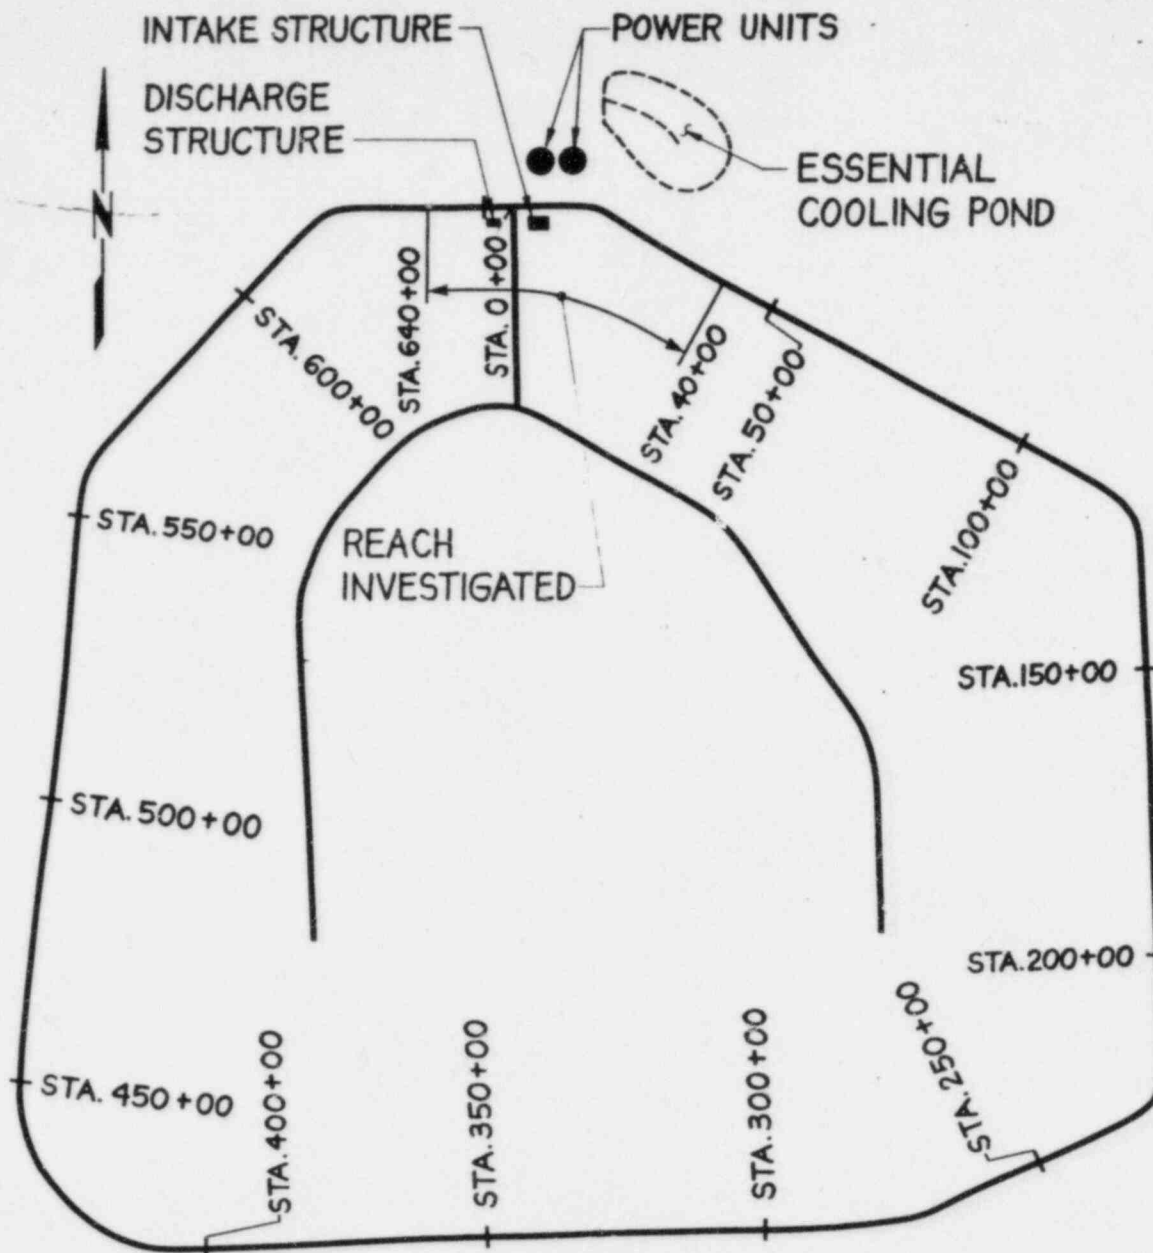 INTAKE STRUCTURE
POWER UNITS
DISCHARGE
STRUCTURE
ESSENTIAL
COOLING POND
N
STA. 600+00
STA. 640+00
STA. 0+00
STA. 40+00
STA. 50+00
STA. 100+00
STA. 550+00
REACH
INVESTIGATED
STA. 150+00
STA. 500+00
STA. 200+00
STA. 250+00
STA. 450+00
STA. 400+00
STA. 350+00
STA. 300+00